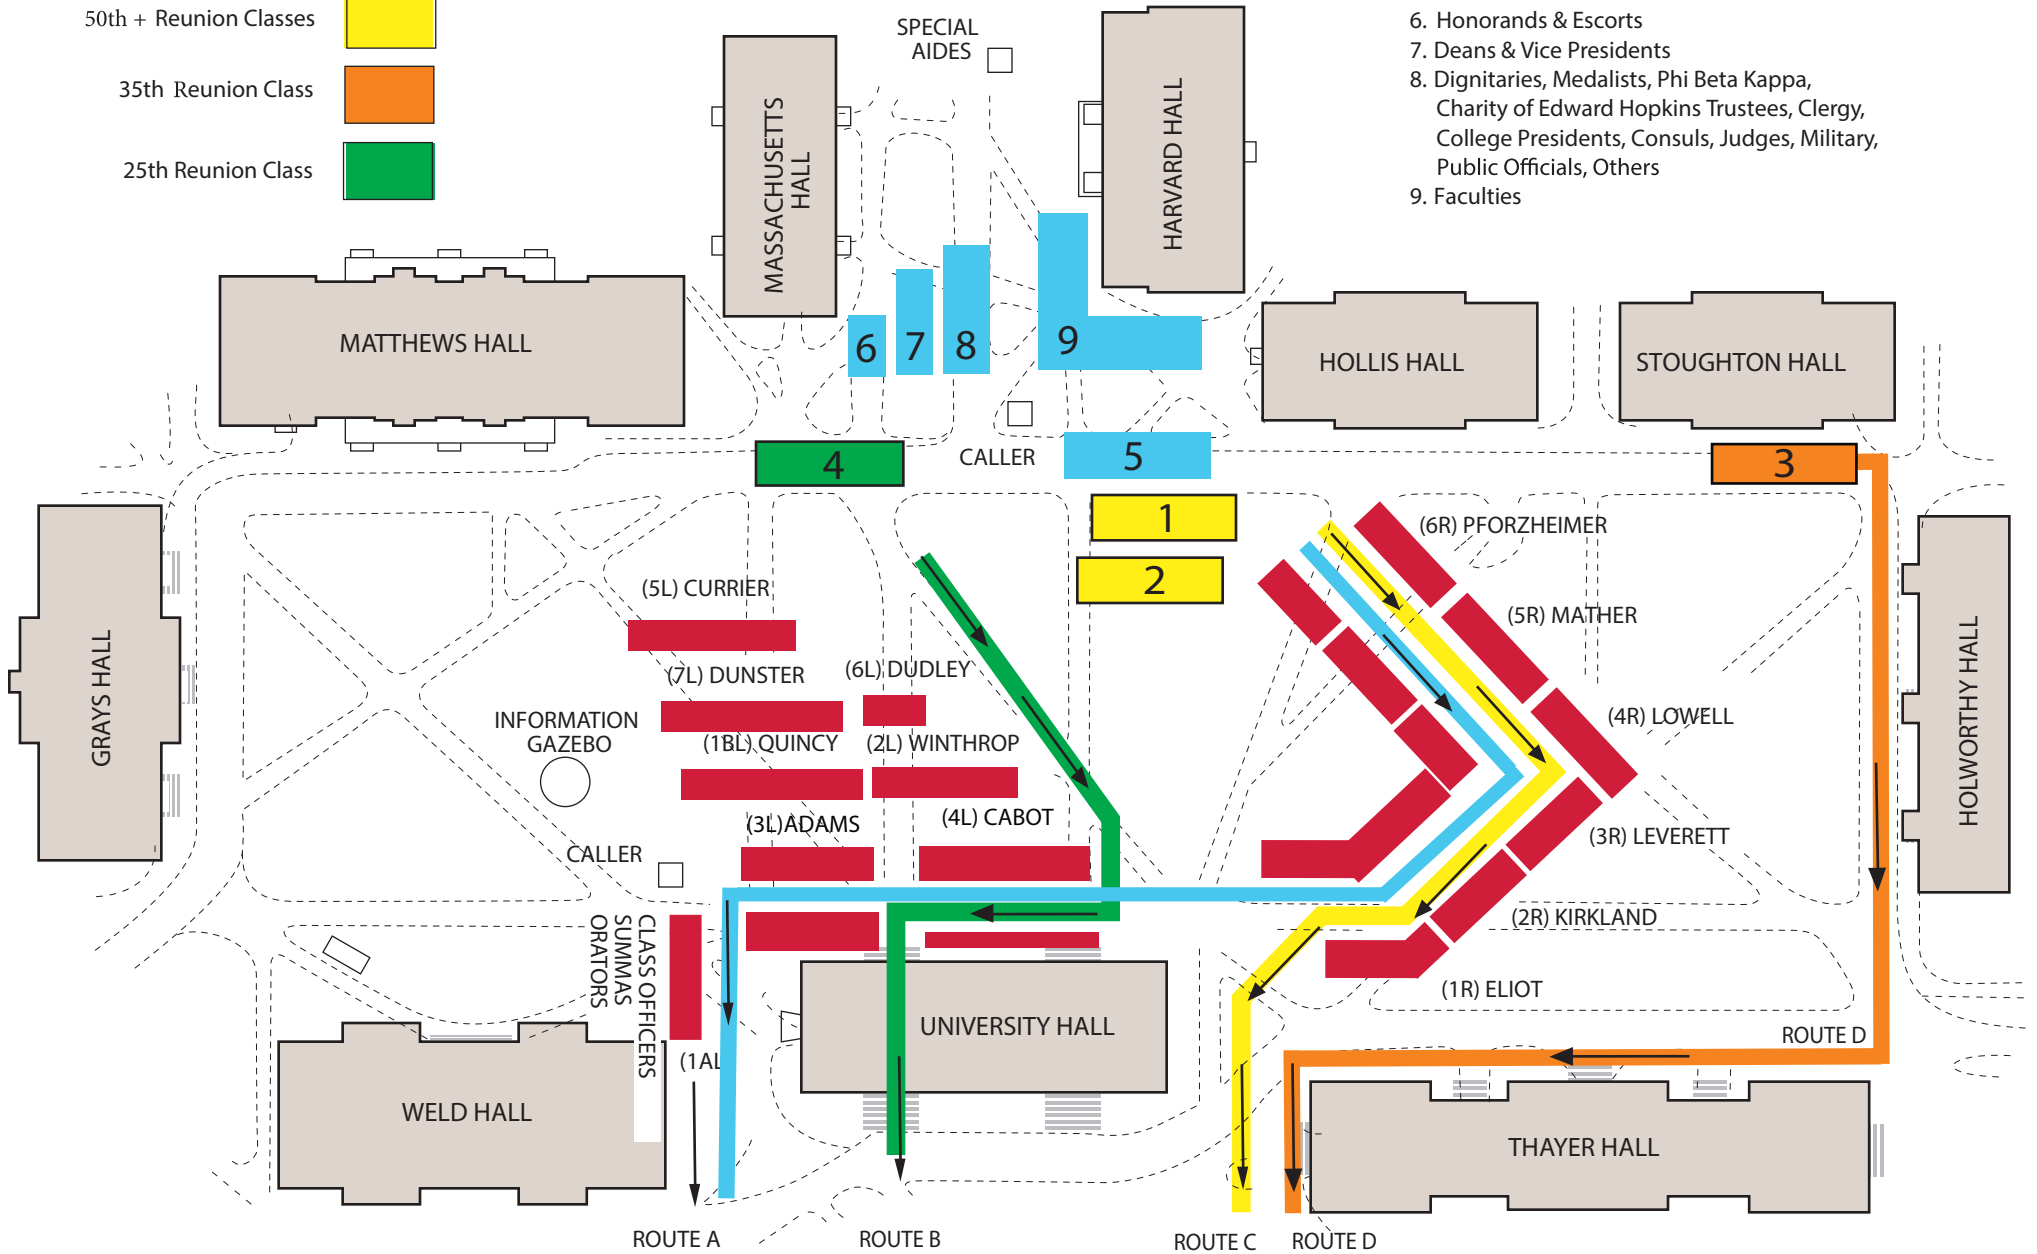 50th + Reunion Classes
35th Reunion Class
25th Reunion Class
SPECIAL
AIDES
6. Honorands & Escorts
7. Deans & Vice Presidents
8. Dignitaries, Medalists, Phi Beta Kappa,
Charity of Edward Hopkins Trustees, Clergy,
College Presidents, Consuls, Judges, Military,
Public Officials, Others
9. Faculties
MASSACHUSETTS
HALL
HARVARD HALL
MATTHEWS HALL
6
7
8
9
HOLLIS HALL
STOUGHTON HALL
4
CALLER
5
3
1
2
(6R) PFORZHEIMER
(5L) CURRIER
(5R) MATHER
(7L) DUNSTER
(6L) DUDLEY
GRAYS HALL
HOLWORTHY HALL
INFORMATION
GAZEBO
(4R) LOWELL
QUINCY
(2L) WINTHROP
(3L)ADAMS
(4L) CABOT
(3R) LEVERETT
CALLER
CLASS OFFICERS
SUMMAS
ORATORS
(2R) KIRKLAND
(1R) ELIOT
UNIVERSITY HALL
ROUTE D
(1AL
WELD HALL
THAYER HALL
ROUTE A
ROUTE B
ROUTE C
ROUTE D